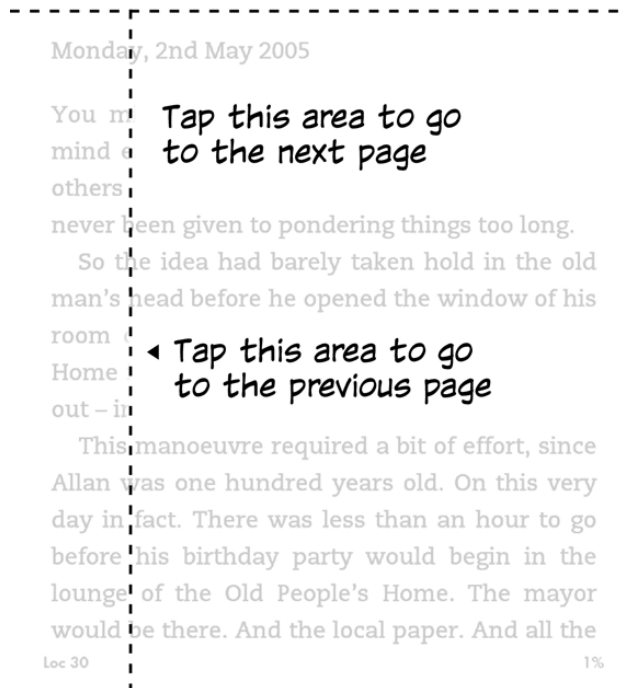 Monday, 2nd May 2005
You m
Tap this area to go
mind
to the next page
others
never been given to pondering things too long.
So the idea had barely taken hold in the old
man's head before he opened the window of his
room
◂ Tap this area to go
Home
to the previous page
out – in
This manoeuvre required a bit of effort, since
Allan was one hundred years old. On this very
day in fact. There was less than an hour to go
before his birthday party would begin in the
lounge of the Old People's Home. The mayor
would be there. And the local paper. And all the
Loc 30
1%